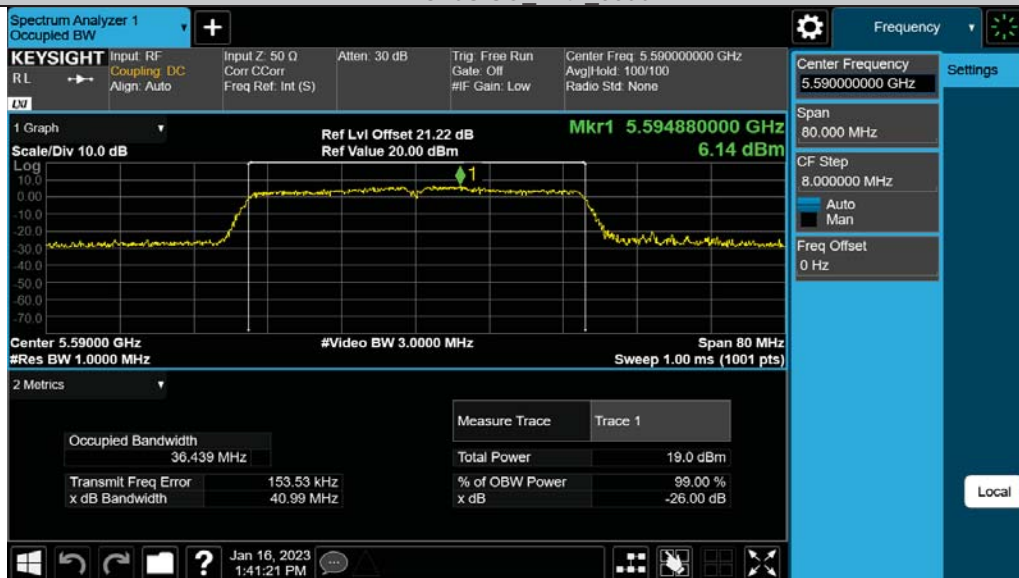 Spectrum Analyzer 1
Occupied BW
+
Frequency
KEYSIGHT
RL
LXI
Input: RF
Coupling: DC
Align: Auto
Input Z: 50 Ω
Corr CCorr
Freq Ref: Int (S)
Atten: 30 dB
Trig: Free Run
Gate: Off
#IF Gain: Low
Center Freq: 5.590000000 GHz
Avg|Hold: 100/100
Radio Std: None
1 Graph
Scale/Div 10.0 dB
Ref Lvl Offset 21.22 dB
Ref Value 20.00 dBm
Mkr1 5.594880000 GHz
6.14 dBm
Log
10.0
0.00
-10.0
-20.0
-30.0
-40.0
-50.0
-60.0
-70.0
1
Center 5.59000 GHz
#Res BW 1.0000 MHz
#Video BW 3.0000 MHz
Span 80 MHz
Sweep 1.00 ms (1001 pts)
2 Metrics
Measure Trace Trace 1
Occupied Bandwidth
36.439 MHz
Total Power 19.0 dBm
Transmit Freq Error 153.53 kHz
% of OBW Power 99.00 %
x dB Bandwidth 40.99 MHz
x dB -26.00 dB
Center Frequency
5.590000000 GHz
Settings
Span
80.000 MHz
CF Step
8.000000 MHz
Auto
Man
Freq Offset
0 Hz
Local
?
Jan 16, 2023
1:41:21 PM